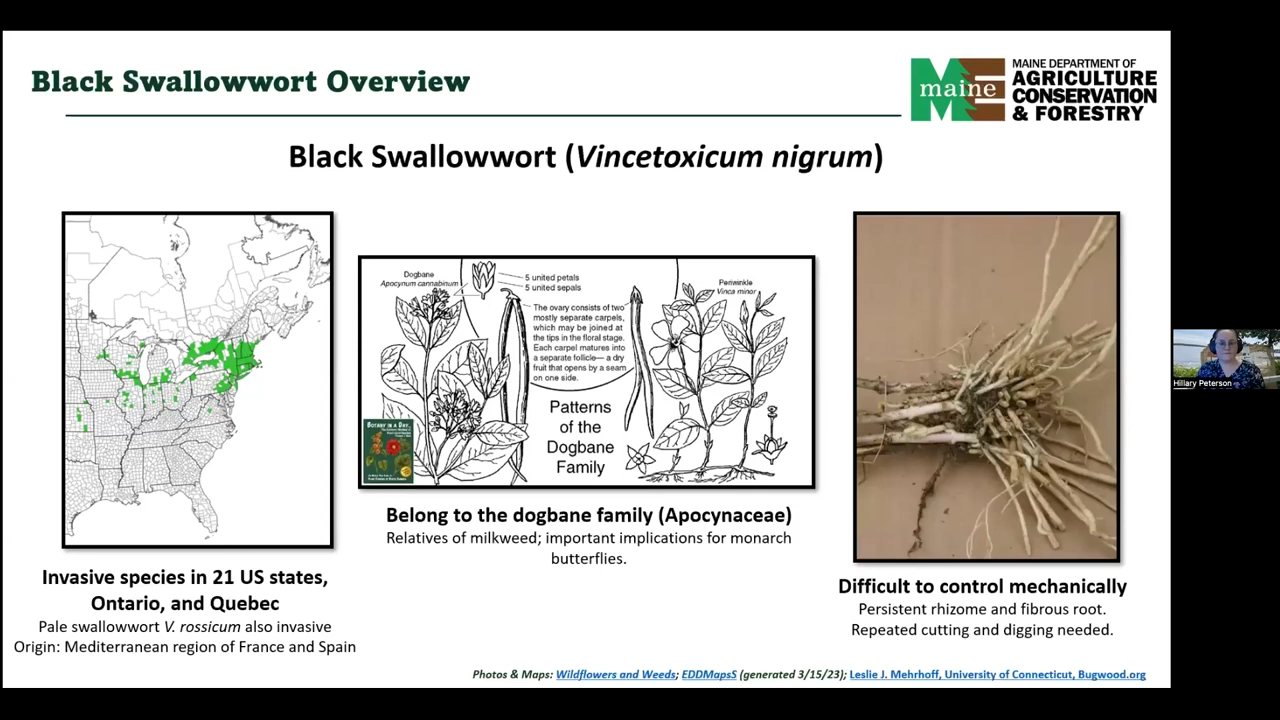 Black Swallowwort Overview
maine
MAINE DEPARTMENT OF
AGRICULTURE
CONSERVATION
& FORESTRY
Black Swallowwort (Vincetoxicum nigrum)
Dogbane
Apocynum cannabinum
5 united petals
5 united sepals
The ovary consists of two
mostly separate carpels,
which may be joined at
the tips in the floral stage.
Each carpel matures into
a separate follicle— a dry
fruit that opens by a seam
on one side.
Periwinkle
Vinca minor
Patterns
of the
Dogbane
Family
BOTANY IN A DAY
Invasive species in 21 US states,
Ontario, and Quebec
Pale swallowwort V. rossicum also invasive
Origin: Mediterranean region of France and Spain
Belong to the dogbane family (Apocynaceae)
Relatives of milkweed; important implications for monarch
butterflies.
Difficult to control mechanically
Persistent rhizome and fibrous root.
Repeated cutting and digging needed.
Photos & Maps: Wildflowers and Weeds; EDDMapsS (generated 3/15/23); Leslie J. Mehrhoff, University of Connecticut, Bugwood.org
Hillary Peterson